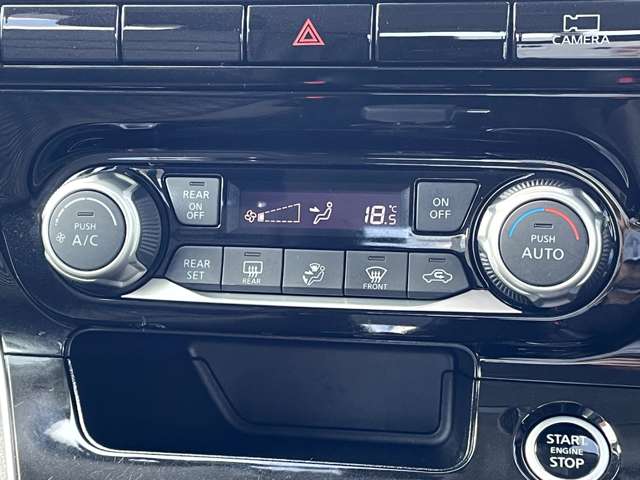 CAMERA
PUSH
A/C
REAR
ON
OFF
18.5
°C
ON
OFF
PUSH
AUTO
REAR
SET
REAR
FRONT
START
ENGINE
STOP